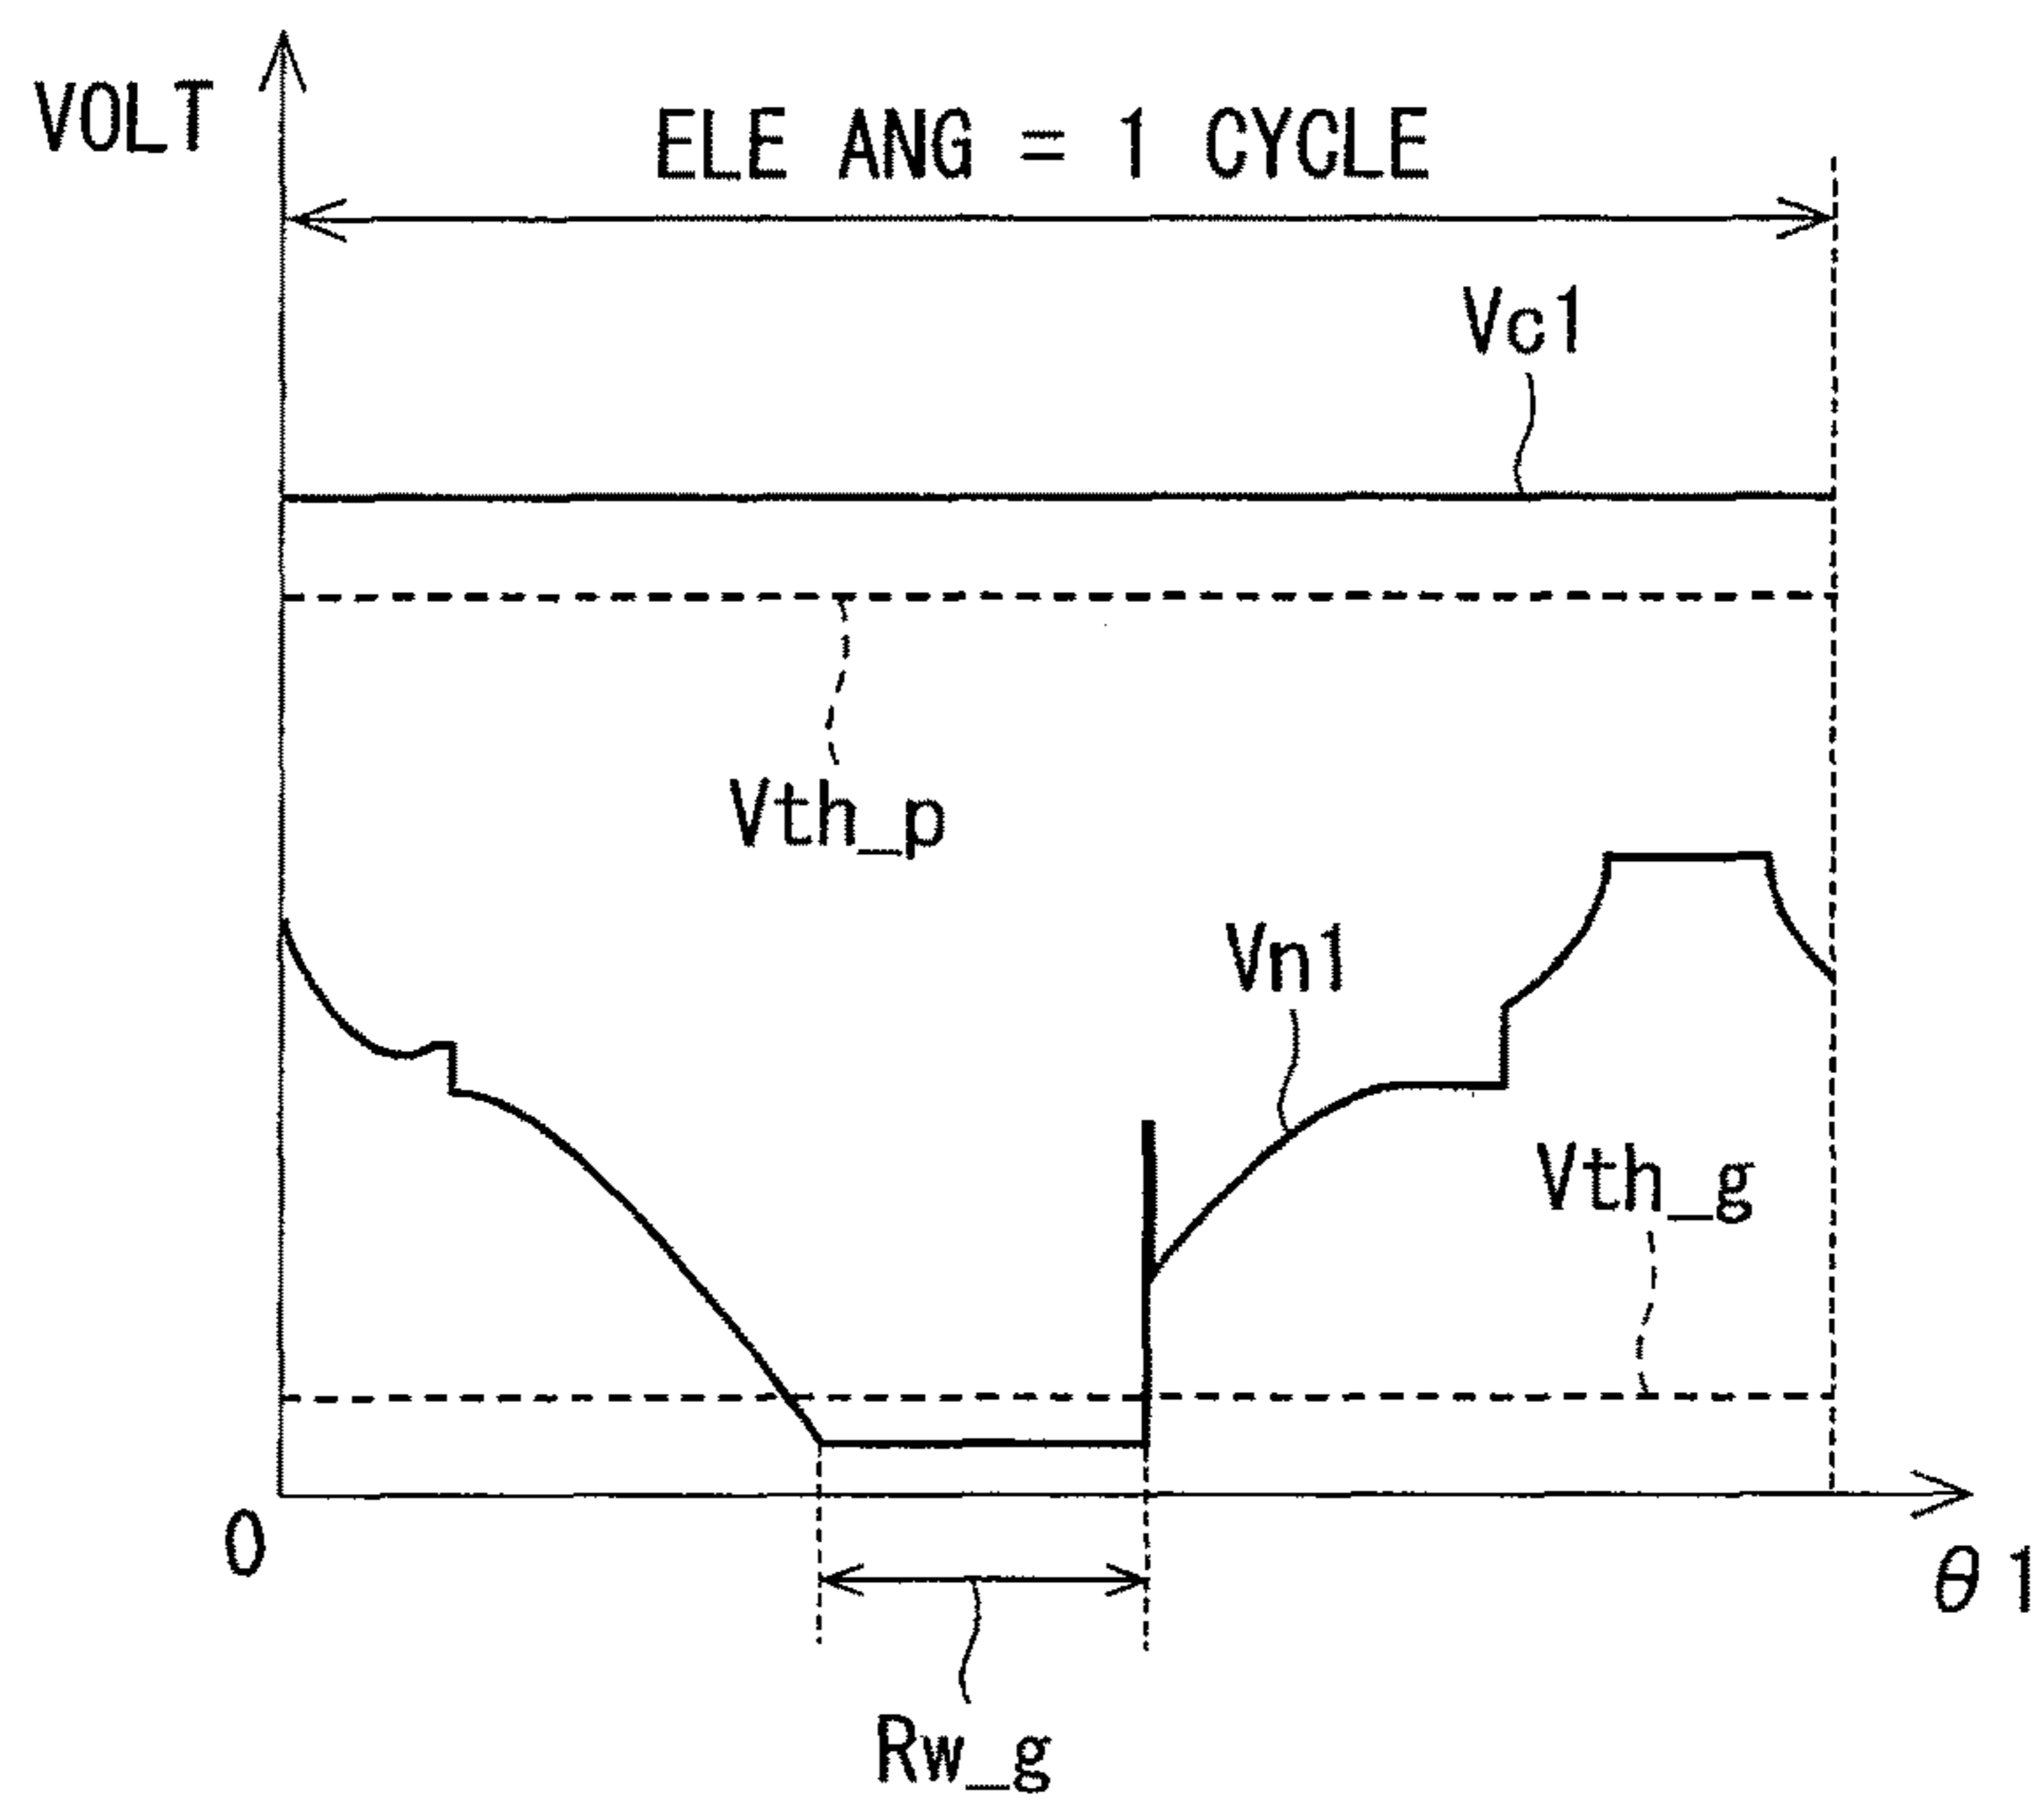 VOLT
ELE ANG = 1 CYCLE
Vc1
Vth_p
Vn1
Vth_g
0
θ1
Rw_g